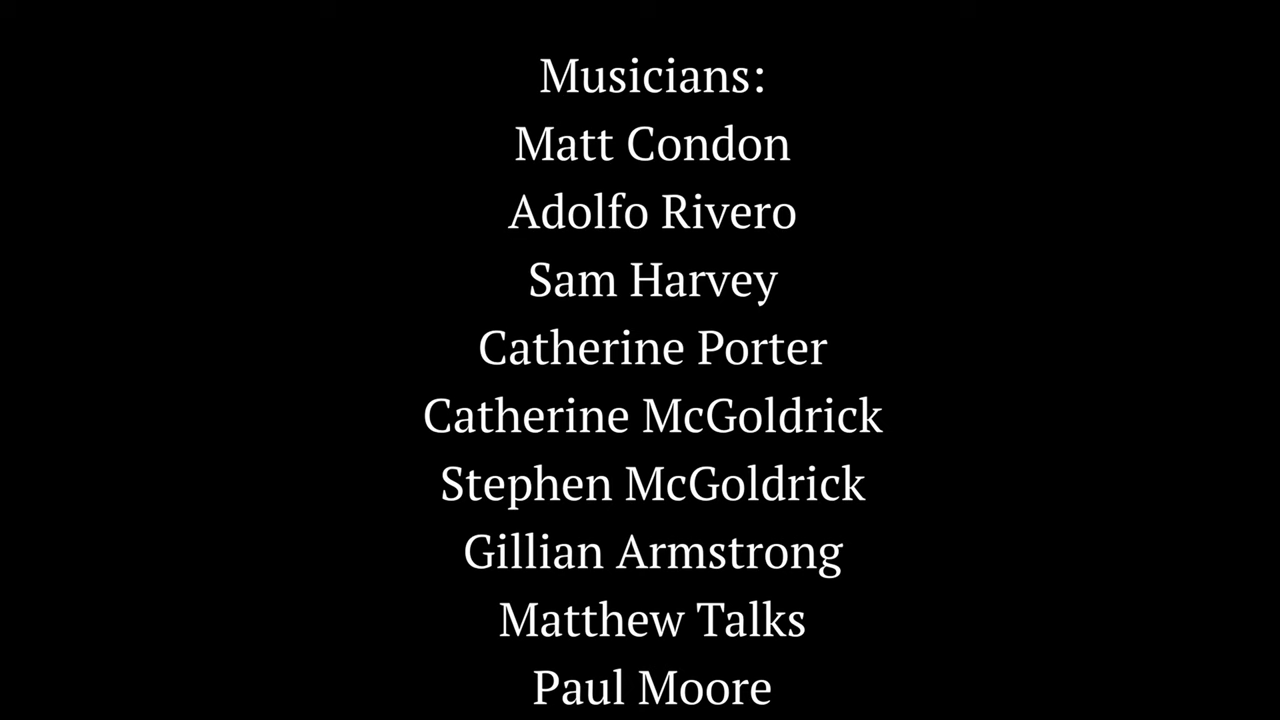 Musicians:
Matt Condon
Adolfo Rivero
Sam Harvey
Catherine Porter
Catherine McGoldrick
Stephen McGoldrick
Gillian Armstrong
Matthew Talks
Paul Moore